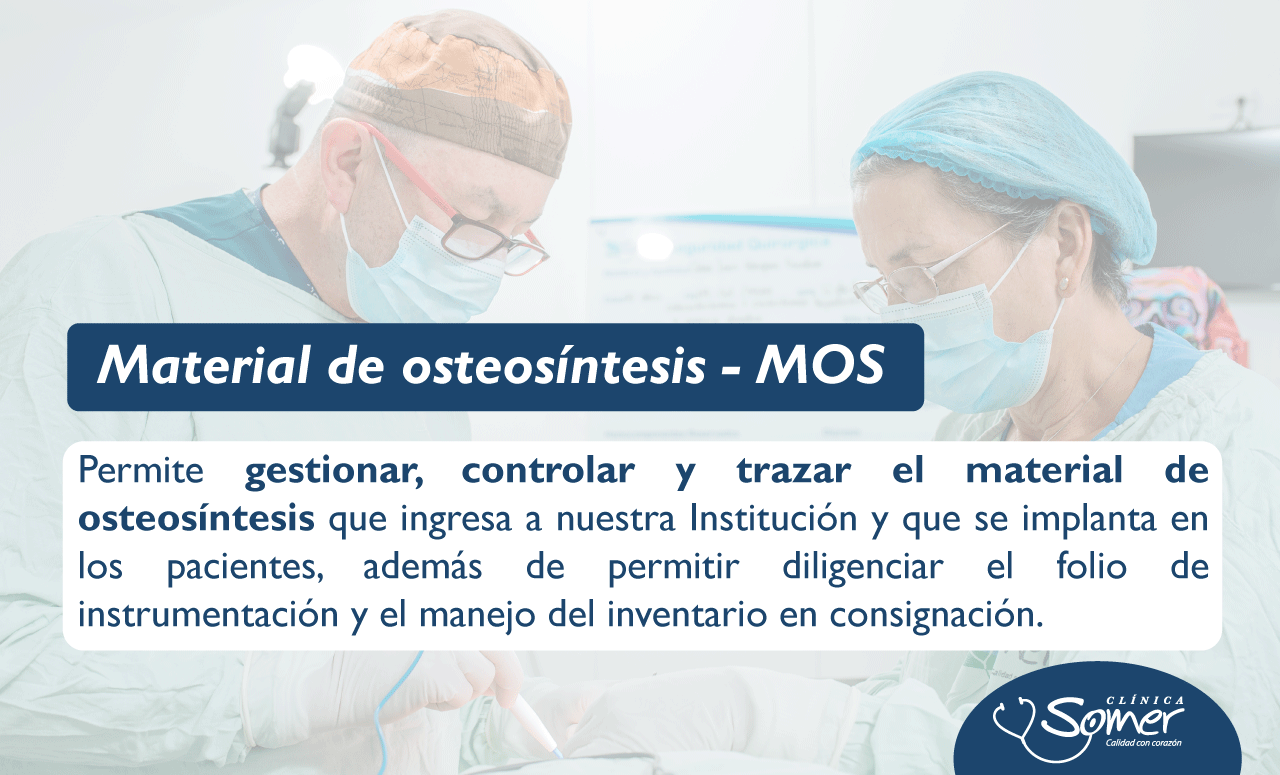 Material de osteosíntesis - MOS
Permite gestionar, controlar y trazar el material de
osteosíntesis que ingresa a nuestra Institución y que se implanta en
los pacientes, además de permitir diligenciar el folio de
instrumentación y el manejo del inventario en consignación.
CLÍNICA
Somer
Calidad con corazón